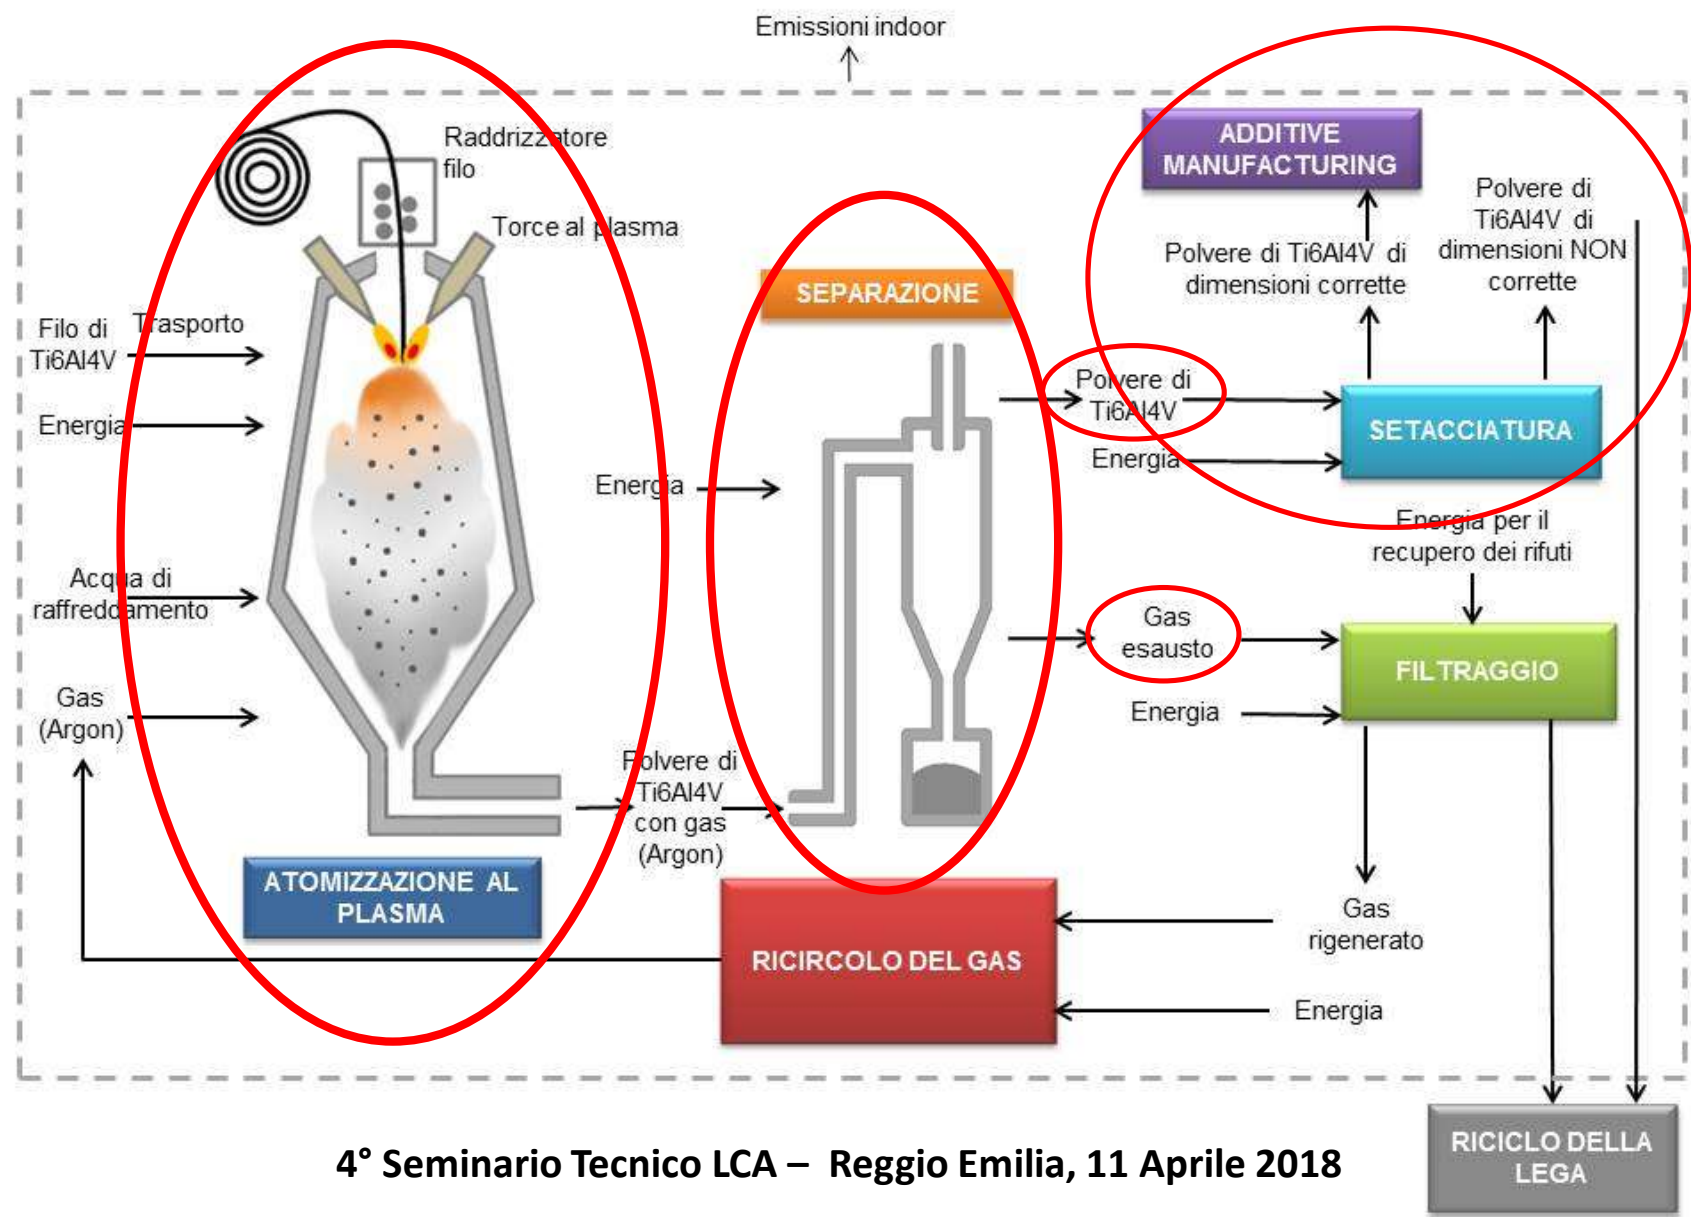 Emissioni indoor
Raddrizzatore
filo
Torce al plasma
Filo di
Ti6Al4V
Trasporto
Energia
Acqua di
raffreddamento
Gas
(Argon)
ATOMIZZAZIONE AL
PLASMA
Polvere di
Ti6Al4V
con gas
(Argon)
SEPARAZIONE
Energia
ADDITIVE
MANUFACTURING
Polvere di Ti6Al4V di
dimensioni corrette
Polvere di
Ti6Al4V di
dimensioni NON
corrette
Polvere di
Ti6Al4V
Energia
SETACCIATURA
Energia per il
recupero dei rifuti
Gas
esausto
Energia
FILTRAGGIO
Gas
rigenerato
Energia
RICIRCOLO DEL GAS
RICICLO DELLA
LEGA
4° Seminario Tecnico LCA – Reggio Emilia, 11 Aprile 2018